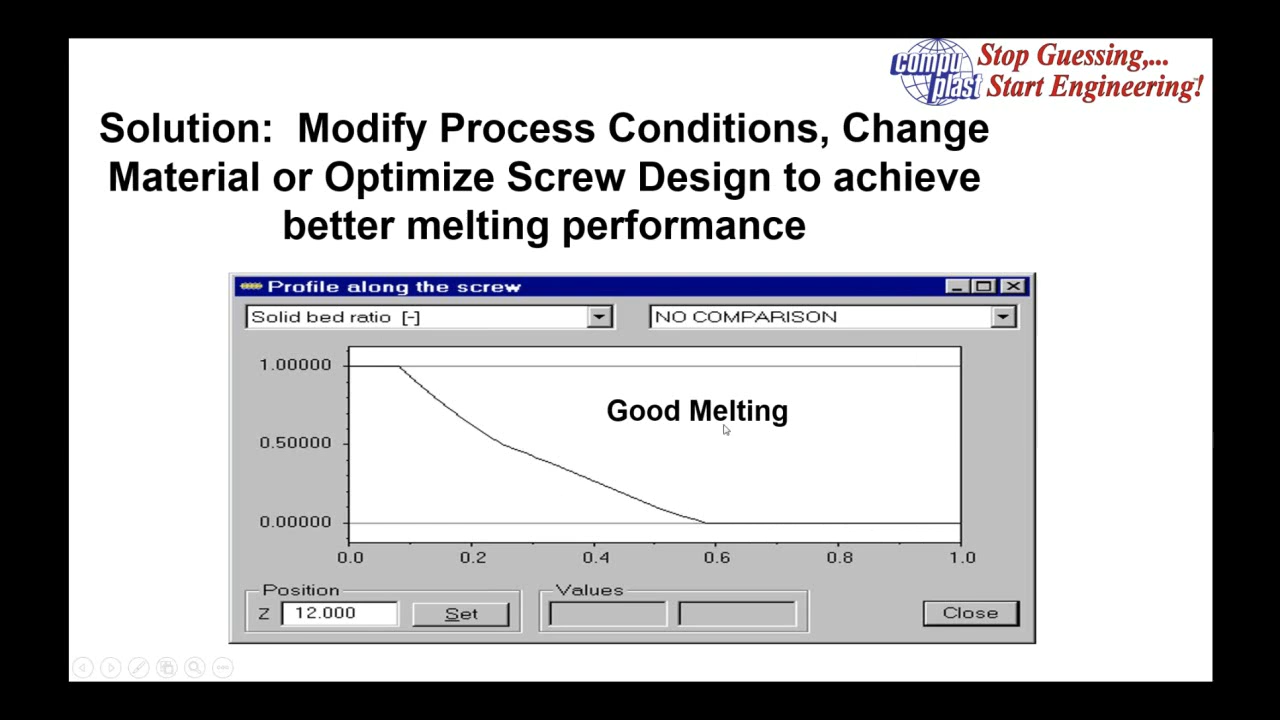 compu
plast
Stop Guessing,...
Start Engineering!
Solution: Modify Process Conditions, Change
Material or Optimize Screw Design to achieve
better melting performance
Profile along the screw
Solid bed ratio [-]
NO COMPARISON
1.00000
0.50000
0.00000
Good Melting
0.0 0.2 0.4 0.6 0.8 1.0
Position
Z 12.000 Set
Values
Close